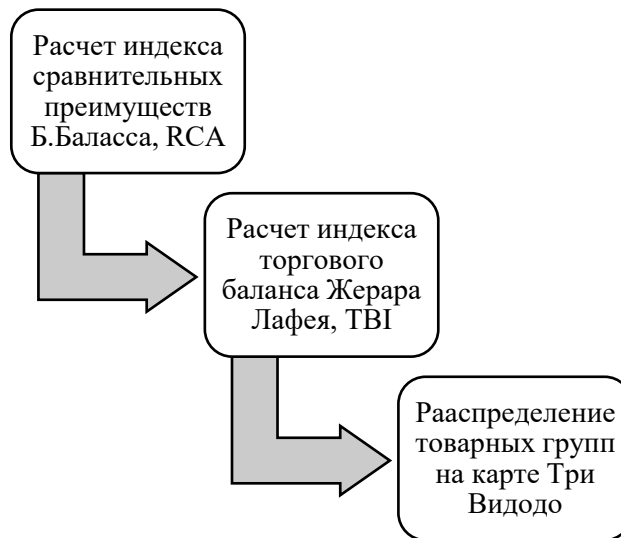 Расчет индекса
сравнительных
преимуществ
Б.Баласса, RCA
Расчет индекса
торгового
баланса Жерара
Лафея, TBI
Рааспределение
товарных групп
на карте Три
Видодо